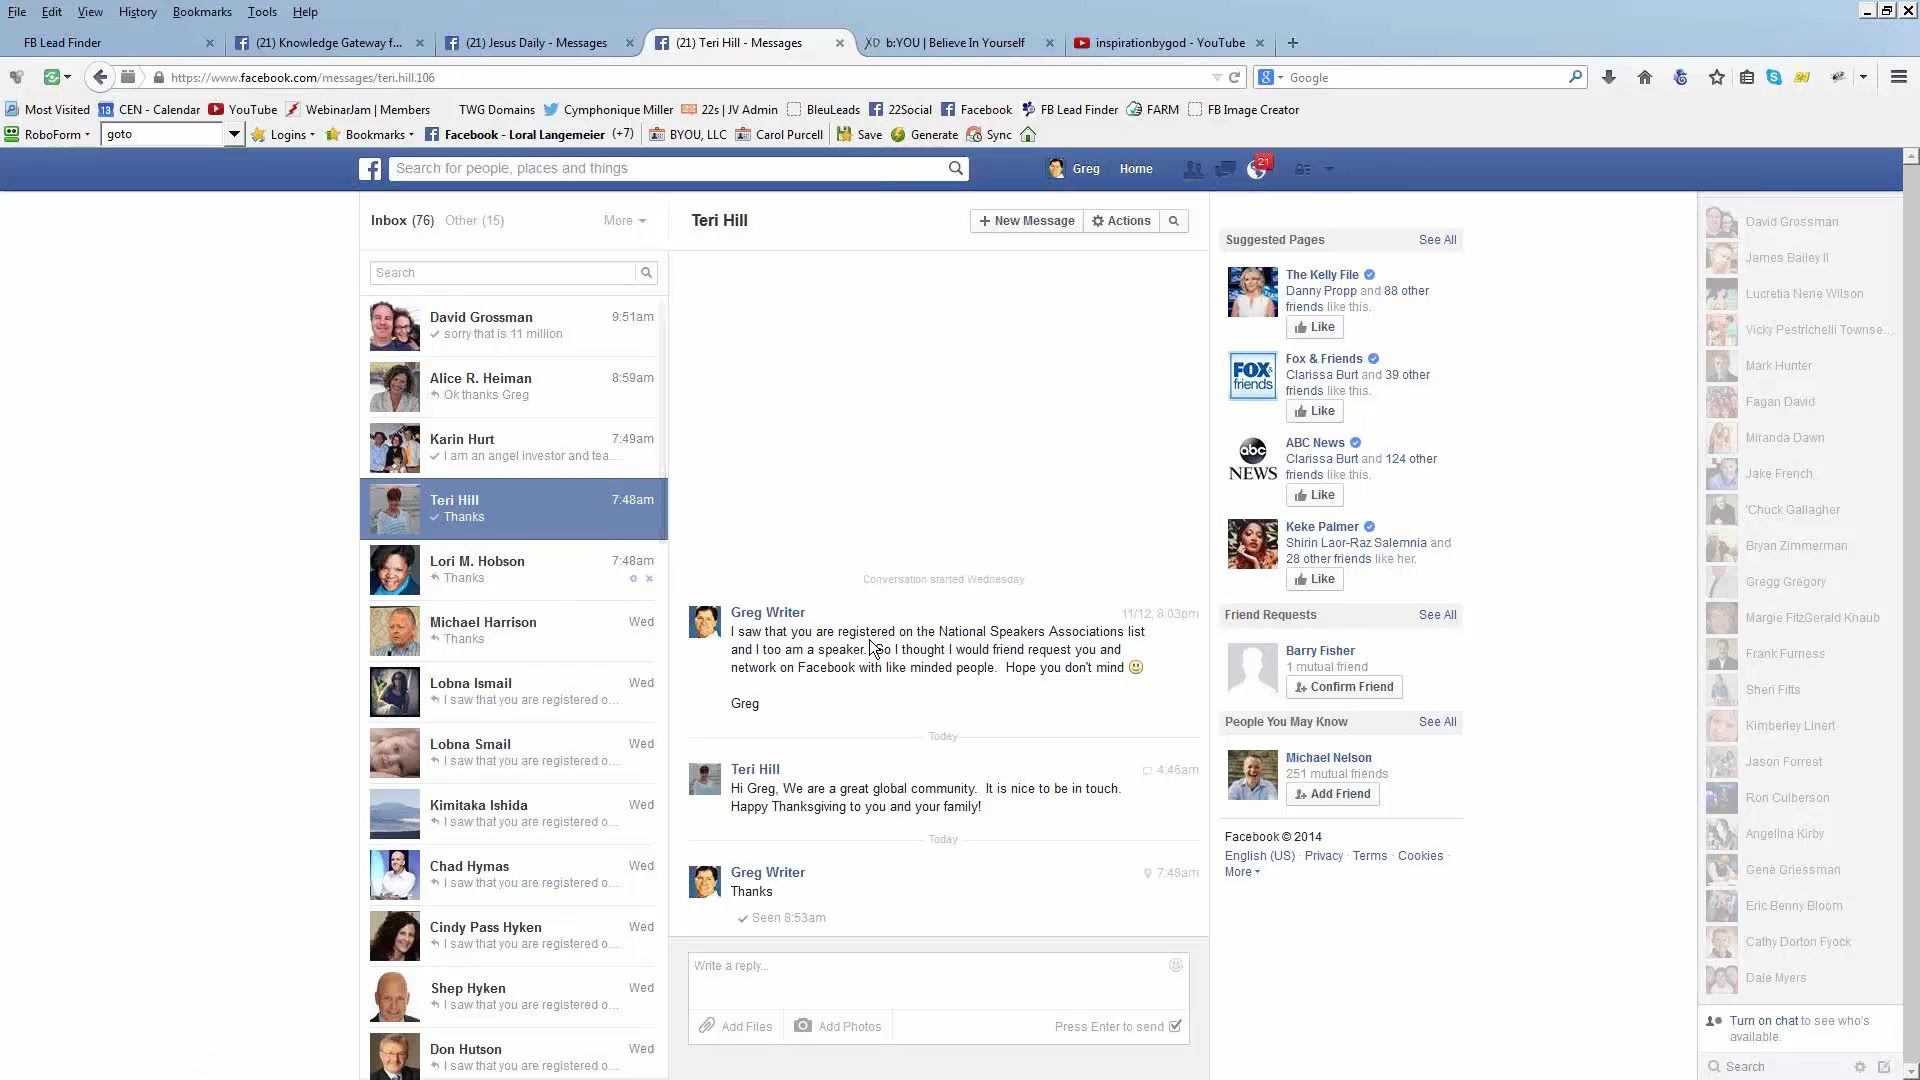 File Edit View History Bookmarks Tools Help
FB Lead Finder
(21) Knowledge Gateway f...
(21) Jesus Daily - Messages
(21) Teri Hill - Messages
b:YOU | Believe In Yourself
inspirationbygod - YouTube
https://www.facebook.com/messages/teri.hill.106
Google
Most Visited
CEN - Calendar
YouTube
WebinarJam | Members
TWG Domains
Cymphonique Miller
22s | JV Admin
BleuLeads
22Social
Facebook
FB Lead Finder
FARM
FB Image Creator
RoboForm
goto
Logins
Bookmarks
Facebook - Loral Langemeier (+7)
BYOU, LLC
Carol Purcell
Save
Generate
Sync
Search for people, places and things
Greg
Home
21
Inbox (76) Other (15)
More
Search
David Grossman 9:51am
sorry that is 11 million
Alice R. Heiman 8:59am
Ok thanks Greg
Karin Hurt 7:49am
I am an angel investor and tea...
Teri Hill 7:48am
Thanks
Lori M. Hobson 7:48am
Thanks
Michael Harrison Wed
Thanks
Lobna Ismail Wed
I saw that you are registered o...
Lobna Smail Wed
I saw that you are registered o...
Kimitaka Ishida Wed
I saw that you are registered o...
Chad Hymas Wed
I saw that you are registered o...
Cindy Pass Hyken Wed
I saw that you are registered o...
Shep Hyken Wed
I saw that you are registered o...
Don Hutson Wed
I saw that you are registered o...
Teri Hill
+ New Message
Actions
Conversation started Wednesday
Greg Writer 11/12, 8:03pm
I saw that you are registered on the National Speakers Associations list
and I too am a speaker. So I thought I would friend request you and
network on Facebook with like minded people. Hope you don't mind
Greg
Today
Teri Hill 4:46am
Hi Greg, We are a great global community. It is nice to be in touch.
Happy Thanksgiving to you and your family!
Today
Greg Writer 7:48am
Thanks
Seen 8:53am
Write a reply...
Add Files
Add Photos
Press Enter to send
Suggested Pages See All
The Kelly File
Danny Propp and 88 other
friends like this.
Like
FOX
friends
Fox & Friends
Clarissa Burt and 39 other
friends like this.
Like
abc
NEWS
ABC News
Clarissa Burt and 124 other
friends like this.
Like
Keke Palmer
Shirin Laor-Raz Salemnia and
28 other friends like her.
Like
Friend Requests See All
Barry Fisher
1 mutual friend
Confirm Friend
People You May Know See All
Michael Nelson
251 mutual friends
Add Friend
Facebook © 2014
English (US) · Privacy · Terms · Cookies ·
More
David Grossman
James Bailey II
Lucretia Nene Wilson
Vicky Pestrichelli Townse...
Mark Hunter
Fagan David
Miranda Dawn
Jake French
'Chuck Gallagher
Bryan Zimmerman
Gregg Gregory
Margie FitzGerald Knaub
Frank Furness
Sheri Fitts
Kimberley Linert
Jason Forrest
Ron Culberson
Angelina Kirby
Gene Griessman
Eric Benny Bloom
Cathy Dorton Fyock
Dale Myers
Turn on chat to see who's
available.
Search